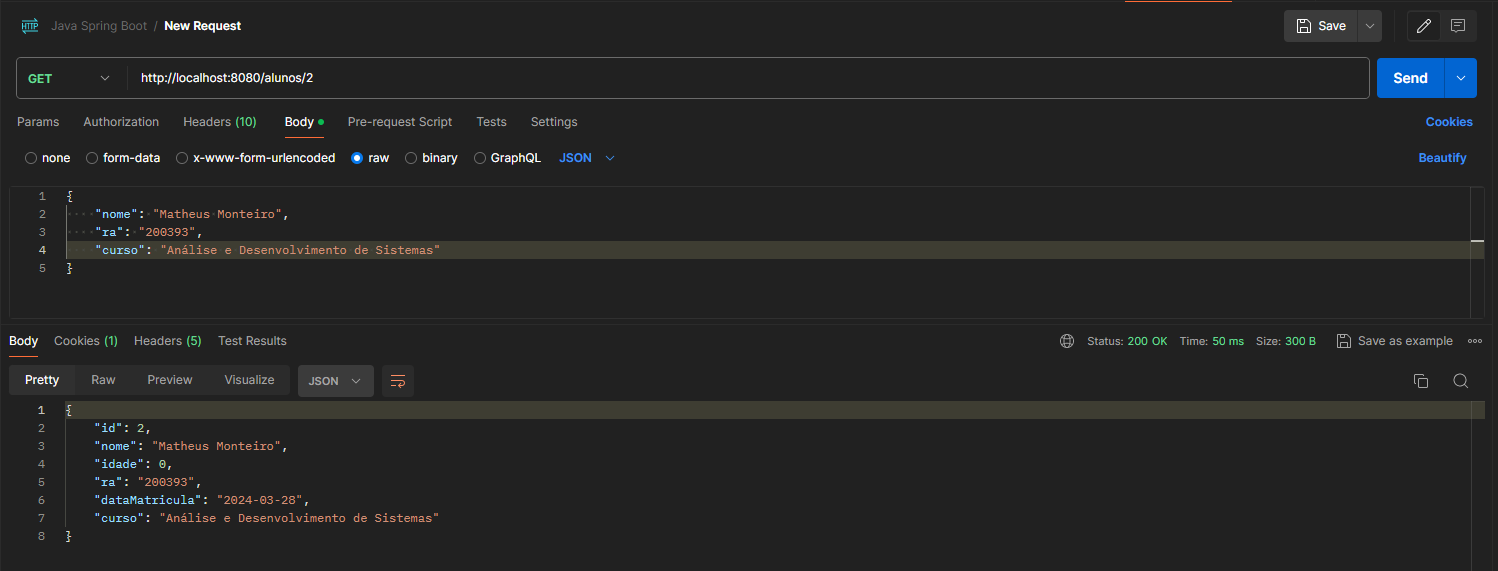 HTTP Java Spring Boot / New Request Save
GET http://localhost:8080/alunos/2 Send
Params Authorization Headers (10) Body Pre-request Script Tests Settings Cookies
none form-data x-www-form-urlencoded raw binary GraphQL JSON Beautify
1 {
2 "nome": "Matheus Monteiro",
3 "ra": "200393",
4 "curso": "Análise e Desenvolvimento de Sistemas"
5 }
Body Cookies (1) Headers (5) Test Results Status: 200 OK Time: 50 ms Size: 300 B Save as example
Pretty Raw Preview Visualize JSON
1 {
2 "id": 2,
3 "nome": "Matheus Monteiro",
4 "idade": 0,
5 "ra": "200393",
6 "dataMatricula": "2024-03-28",
7 "curso": "Análise e Desenvolvimento de Sistemas"
8 }